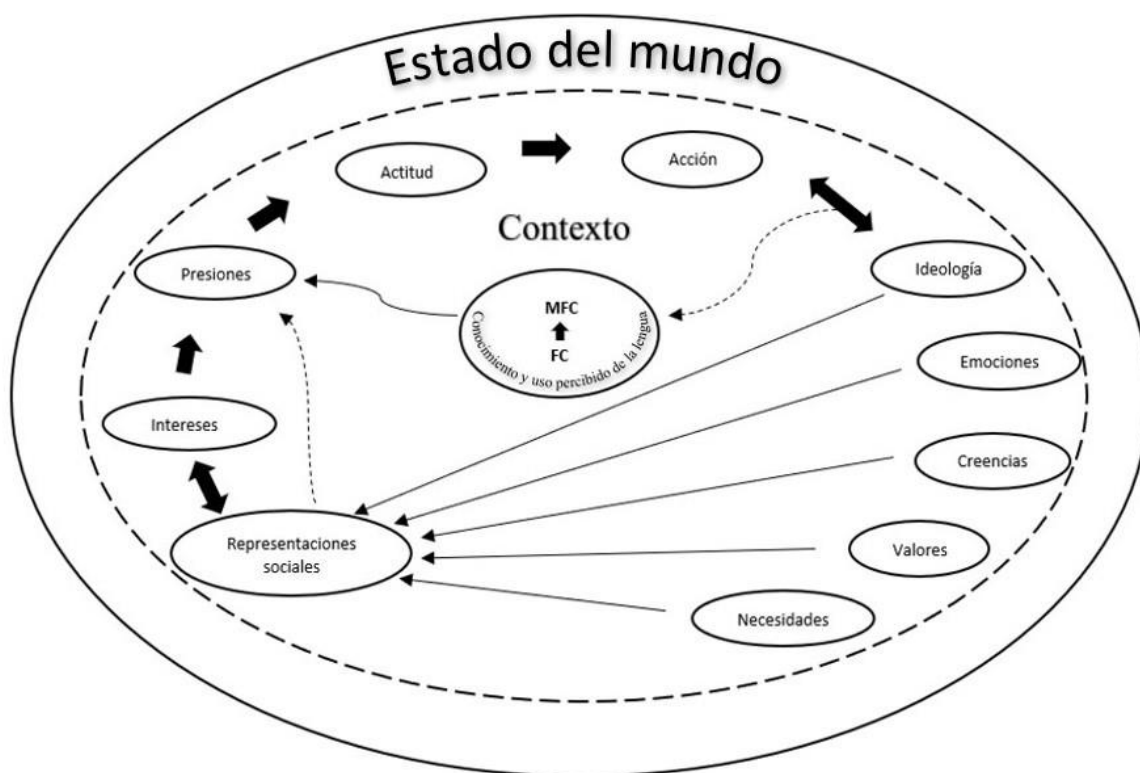 Estado del mundo
Actitud
Acción
Contexto
Presiones
Ideología
MFC
FC
Conocimiento y uso percibido de la lengua
Emociones
Intereses
Creencias
Representaciones
sociales
Valores
Necesidades